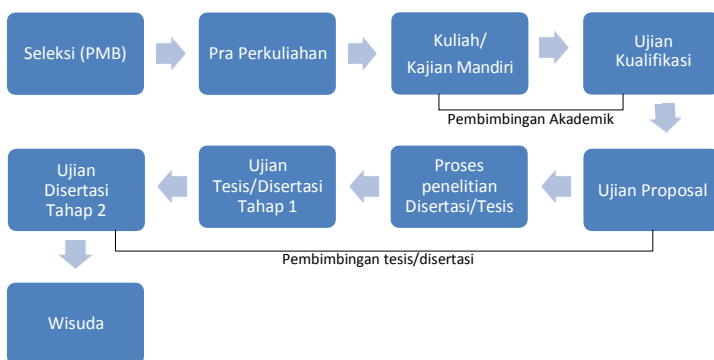 Seleksi (PMB)
Pra Perkuliahan
Kuliah/
Kajian Mandiri
Ujian
Kualifikasi
Pembimbingan Akademik
Ujian Proposal
Proses
penelitian
Disertasi/Tesis
Ujian
Tesis/Disertasi
Tahap 1
Ujian
Disertasi
Tahap 2
Pembimbingan tesis/disertasi
Wisuda